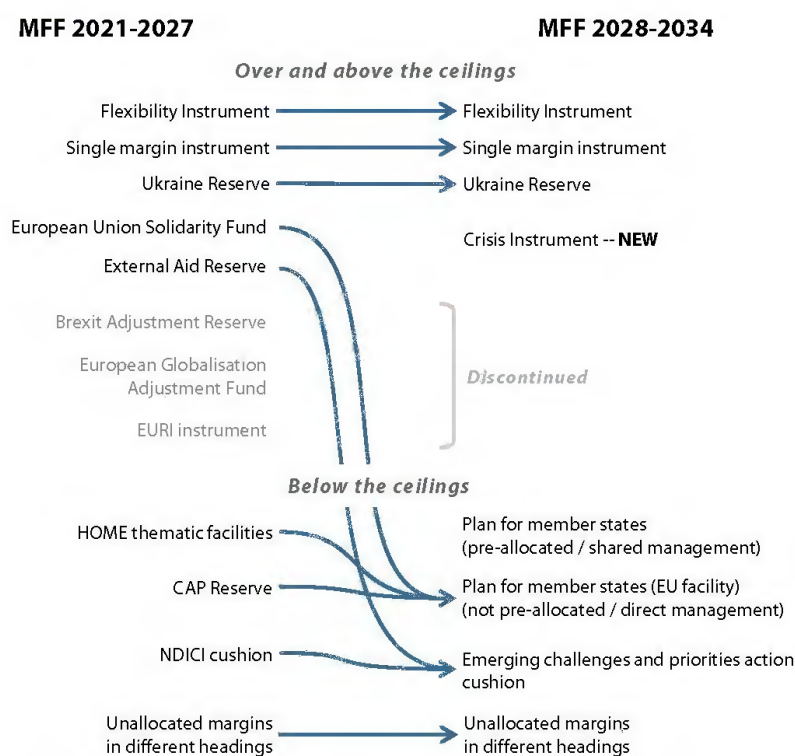 MFF 2021-2027
MFF 2028-2034
Over and above the ceilings
Flexibility Instrument
Flexibility Instrument
Single margin instrument
Single margin instrument
Ukraine Reserve
Ukraine Reserve
European Union Solidarity Fund
Crisis Instrument -- NEW
External Aid Reserve
Brexit Adjustment Reserve
European Globalisation
Adjustment Fund
Discontinued
EURI instrument
Below the ceilings
HOME thematic facilities
Plan for member states
(pre-allocated / shared management)
CAP Reserve
Plan for member states (EU facility)
(not pre-allocated / direct management)
NDICI cushion
Emerging challenges and priorities action
cushion
Unallocated margins
in different headings
Unallocated margins
in different headings